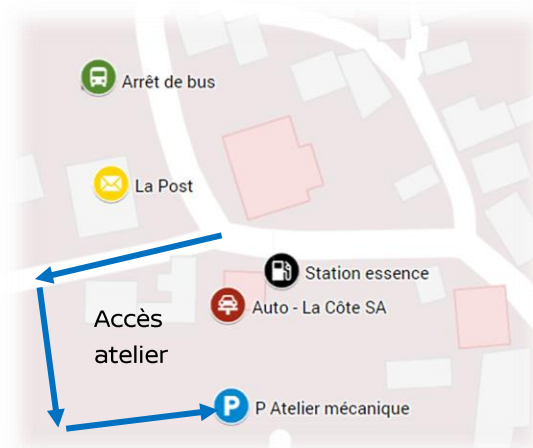 Arrêt de bus
La Post
Station essence
Auto - La Côte SA
Accès
atelier
P P Atelier mécanique